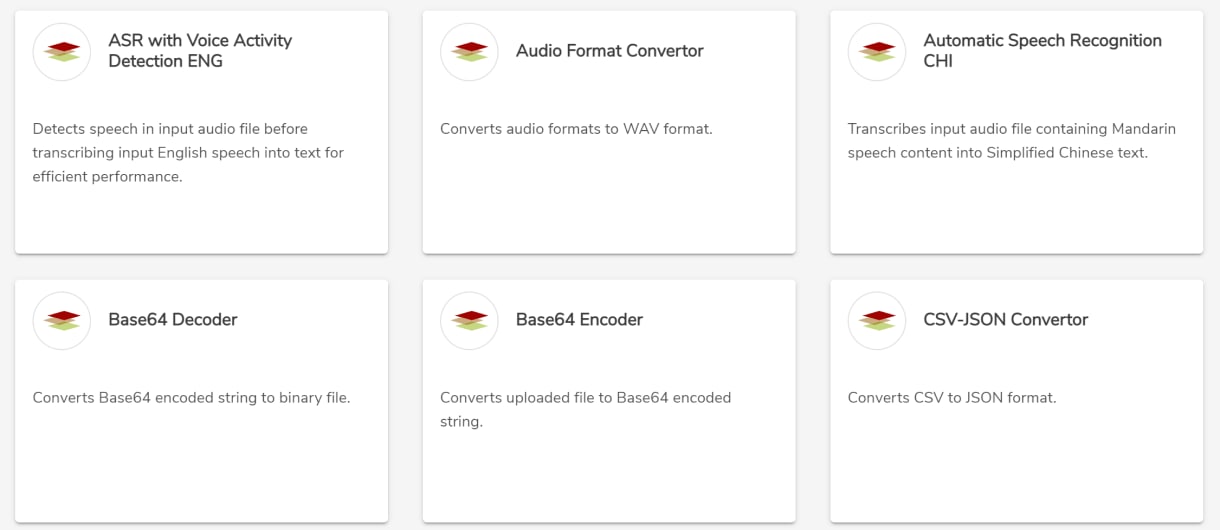 ASR with Voice Activity
Detection ENG
Detects speech in input audio file before
transcribing input English speech into text for
efficient performance.
Audio Format Convertor
Converts audio formats to WAV format.
Automatic Speech Recognition
CHI
Transcribes input audio file containing Mandarin
speech content into Simplified Chinese text.
Base64 Decoder
Converts Base64 encoded string to binary file.
Base64 Encoder
Converts uploaded file to Base64 encoded
string.
CSV-JSON Convertor
Converts CSV to JSON format.